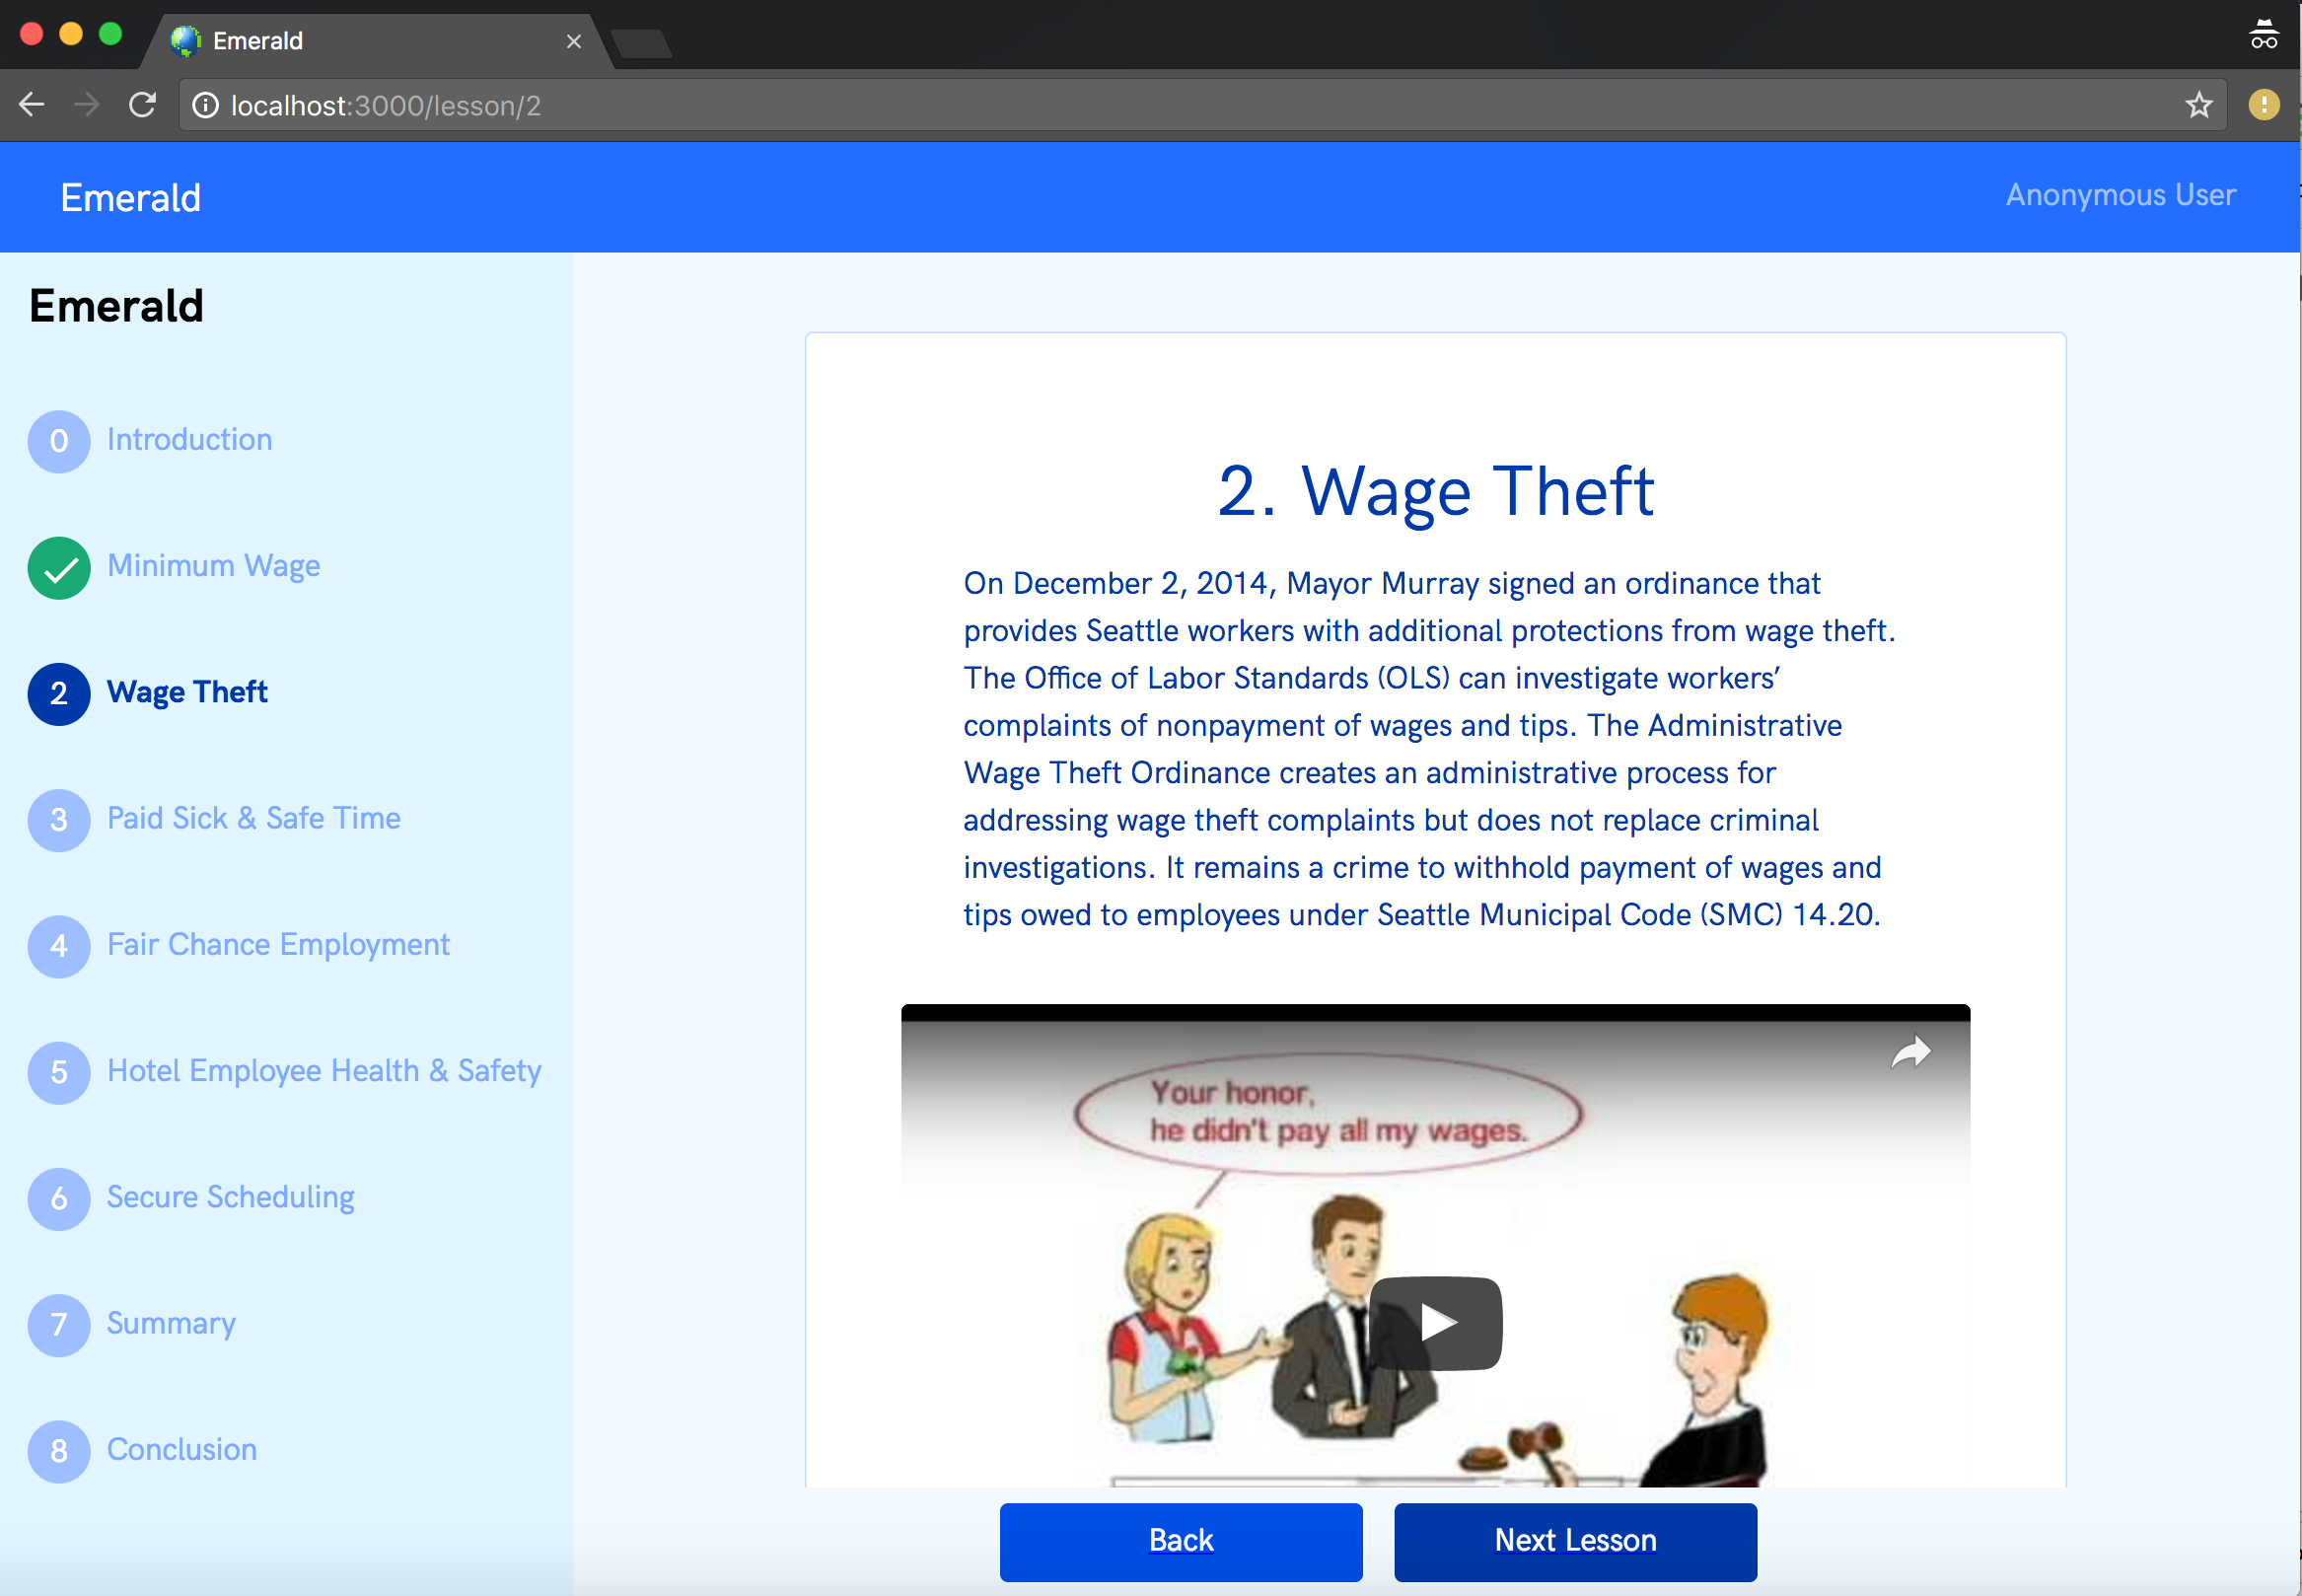 Emerald
localhost:3000/lesson/2
Emerald
Anonymous User
Emerald
0 Introduction
Minimum Wage
2 Wage Theft
3 Paid Sick & Safe Time
4 Fair Chance Employment
5 Hotel Employee Health & Safety
6 Secure Scheduling
7 Summary
8 Conclusion
2. Wage Theft
On December 2, 2014, Mayor Murray signed an ordinance that
provides Seattle workers with additional protections from wage theft.
The Office of Labor Standards (OLS) can investigate workers’
complaints of nonpayment of wages and tips. The Administrative
Wage Theft Ordinance creates an administrative process for
addressing wage theft complaints but does not replace criminal
investigations. It remains a crime to withhold payment of wages and
tips owed to employees under Seattle Municipal Code (SMC) 14.20.
Your honor,
he didn't pay all my wages.
Back
Next Lesson